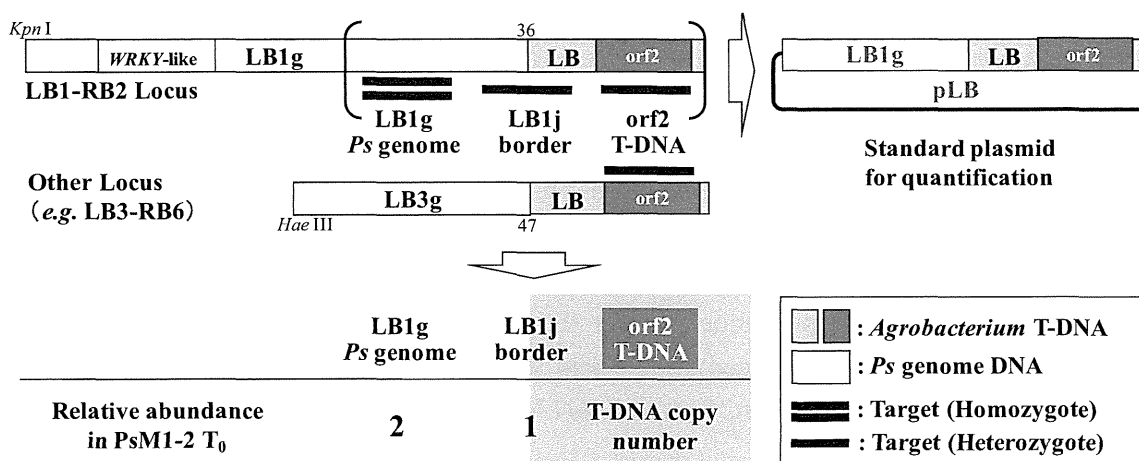 Kpn I
36
WRKY-like
LB1g
LB
orf2
LB1g
LB
orf2
pLB
LB1-RB2 Locus
LB1g
Ps genome
LB1j
border
orf2
T-DNA
Standard plasmid
for quantification
Other Locus
(e.g. LB3-RB6)
LB3g
LB
orf2
Hae III
47
LB1g
Ps genome
LB1j
border
orf2
T-DNA
Relative abundance
in PsM1-2 T0
2
1
T-DNA copy
number
: Agrobacterium T-DNA
: Ps genome DNA
: Target (Homozygote)
: Target (Heterozygote)